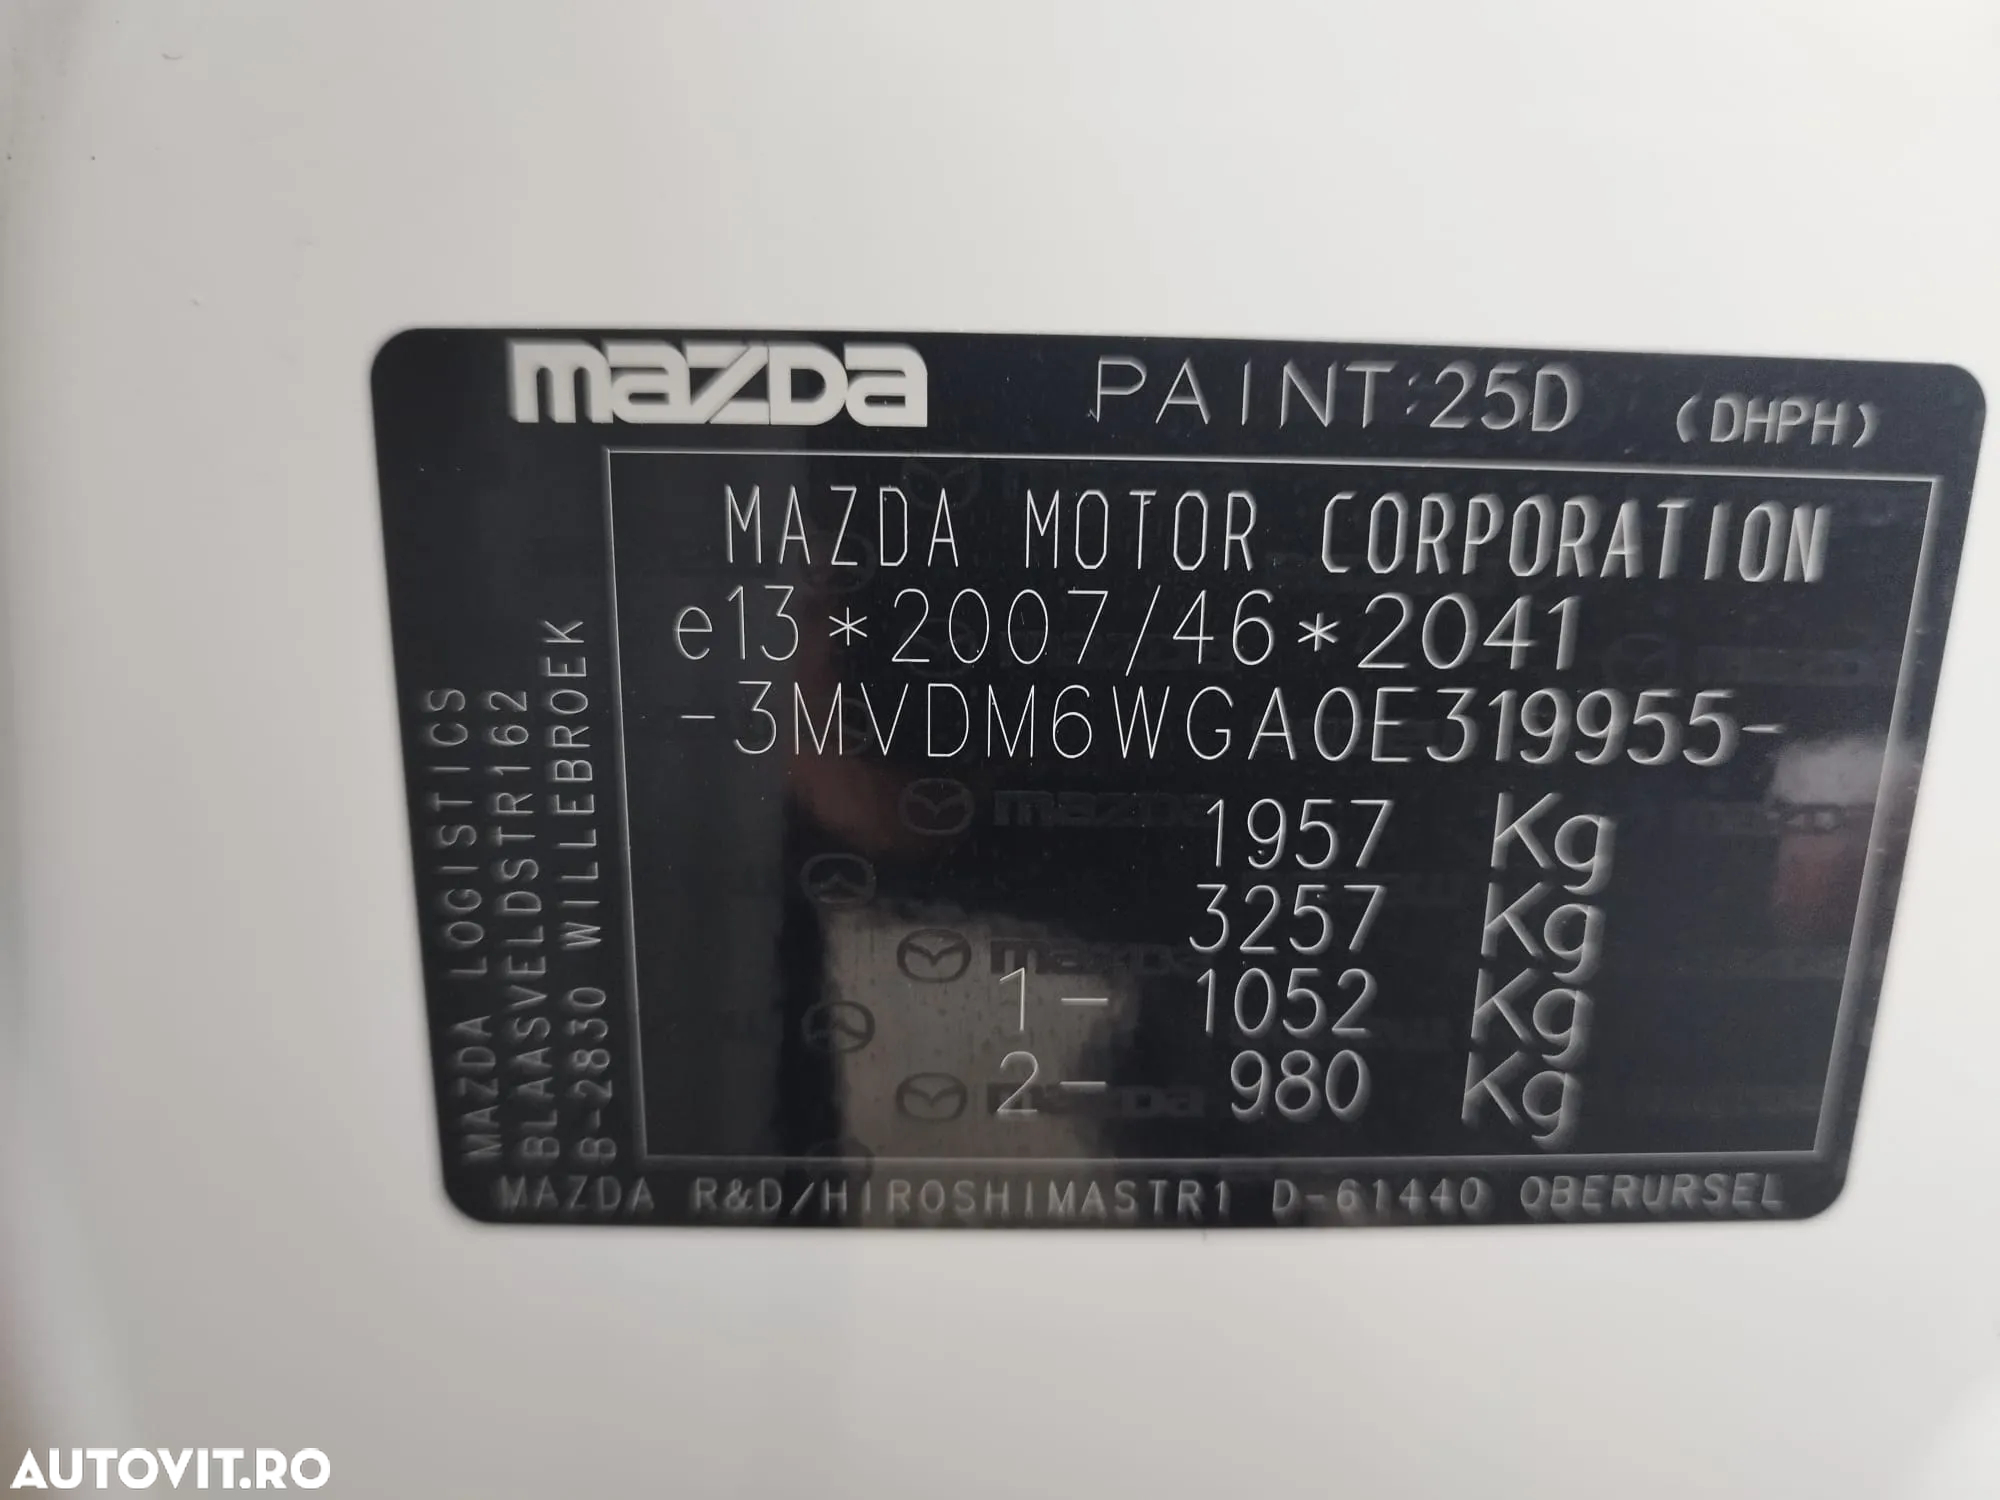 mazda PAINT:25D (DHPH)
MAZDA MOTOR CORPORATION
e13*2007/46*2041
-3MVDM6WGA0E319955-
1957 Kg
3257 Kg
1- 1052 Kg
2- 980 Kg
MAZDA LOGISTICS
BLAASVELDSTR162
B-2830 WILLEBROEK
MAZDA R&D/HIROSHIMASTR1 D-61440 OBERURSEL
AUTOVIT.RO